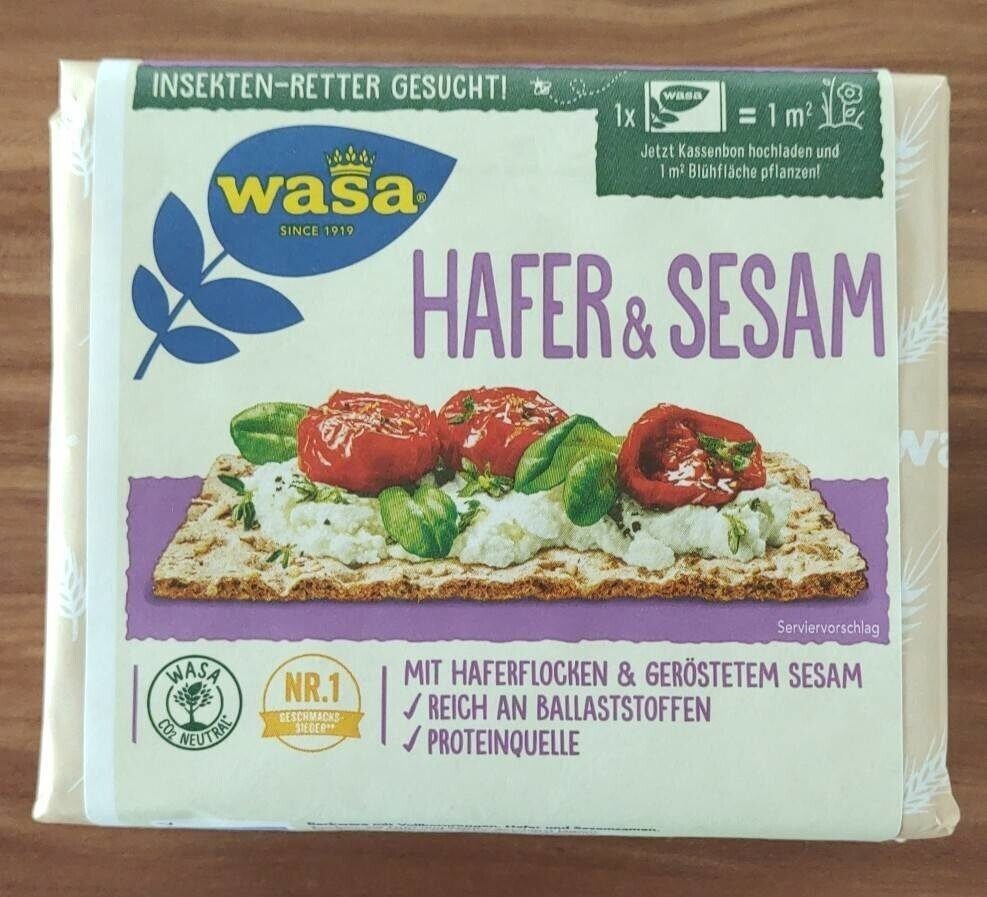 INSEKTEN-RETTER GESUCHT!
1x wasa = 1 m²
Jetzt Kassenbon hochladen und
1 m² Blühfläche pflanzen!
wasa®
SINCE 1919
HAFER & SESAM
Serviervorschlag
WASA
CO2 NEUTRAL*
NR.1
GESCHMACKS-
SIEGER**
MIT HAFERFLOCKEN & GERÖSTETEM SESAM
✓ REICH AN BALLASTSTOFFEN
✓ PROTEINQUELLE